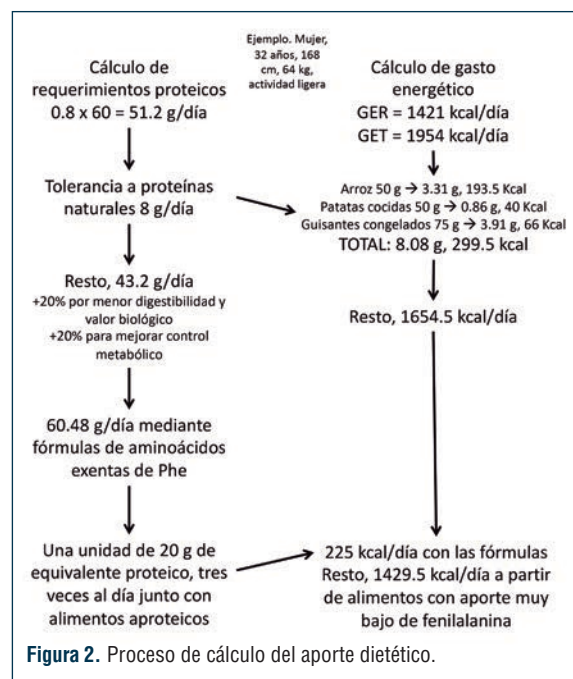 Ejemplo. Mujer,
32 años, 168
cm, 64 kg,
actividad ligera
Cálculo de
requerimientos proteicos
0.8 x 60 = 51.2 g/día
Tolerancia a proteínas
naturales 8 g/día
Resto, 43.2 g/día
+20% por menor digestibilidad y
valor biológico
+20% para mejorar control
metabólico
60.48 g/día mediante
fórmulas de aminoácidos
exentas de Phe
Una unidad de 20 g de
equivalente proteico, tres
veces al día junto con
alimentos aproteicos
Cálculo de gasto
energético
GER = 1421 kcal/día
GET = 1954 kcal/día
Arroz 50 g → 3.31 g, 193.5 Kcal
Patatas cocidas 50 g → 0.86 g, 40 Kcal
Guisantes congelados 75 g → 3.91 g, 66 Kcal
TOTAL: 8.08 g, 299.5 kcal
Resto, 1654.5 kcal/día
225 kcal/día con las fórmulas
Resto, 1429.5 kcal/día a partir
de alimentos con aporte muy
bajo de fenilalanina
Figura 2. Proceso de cálculo del aporte dietético.